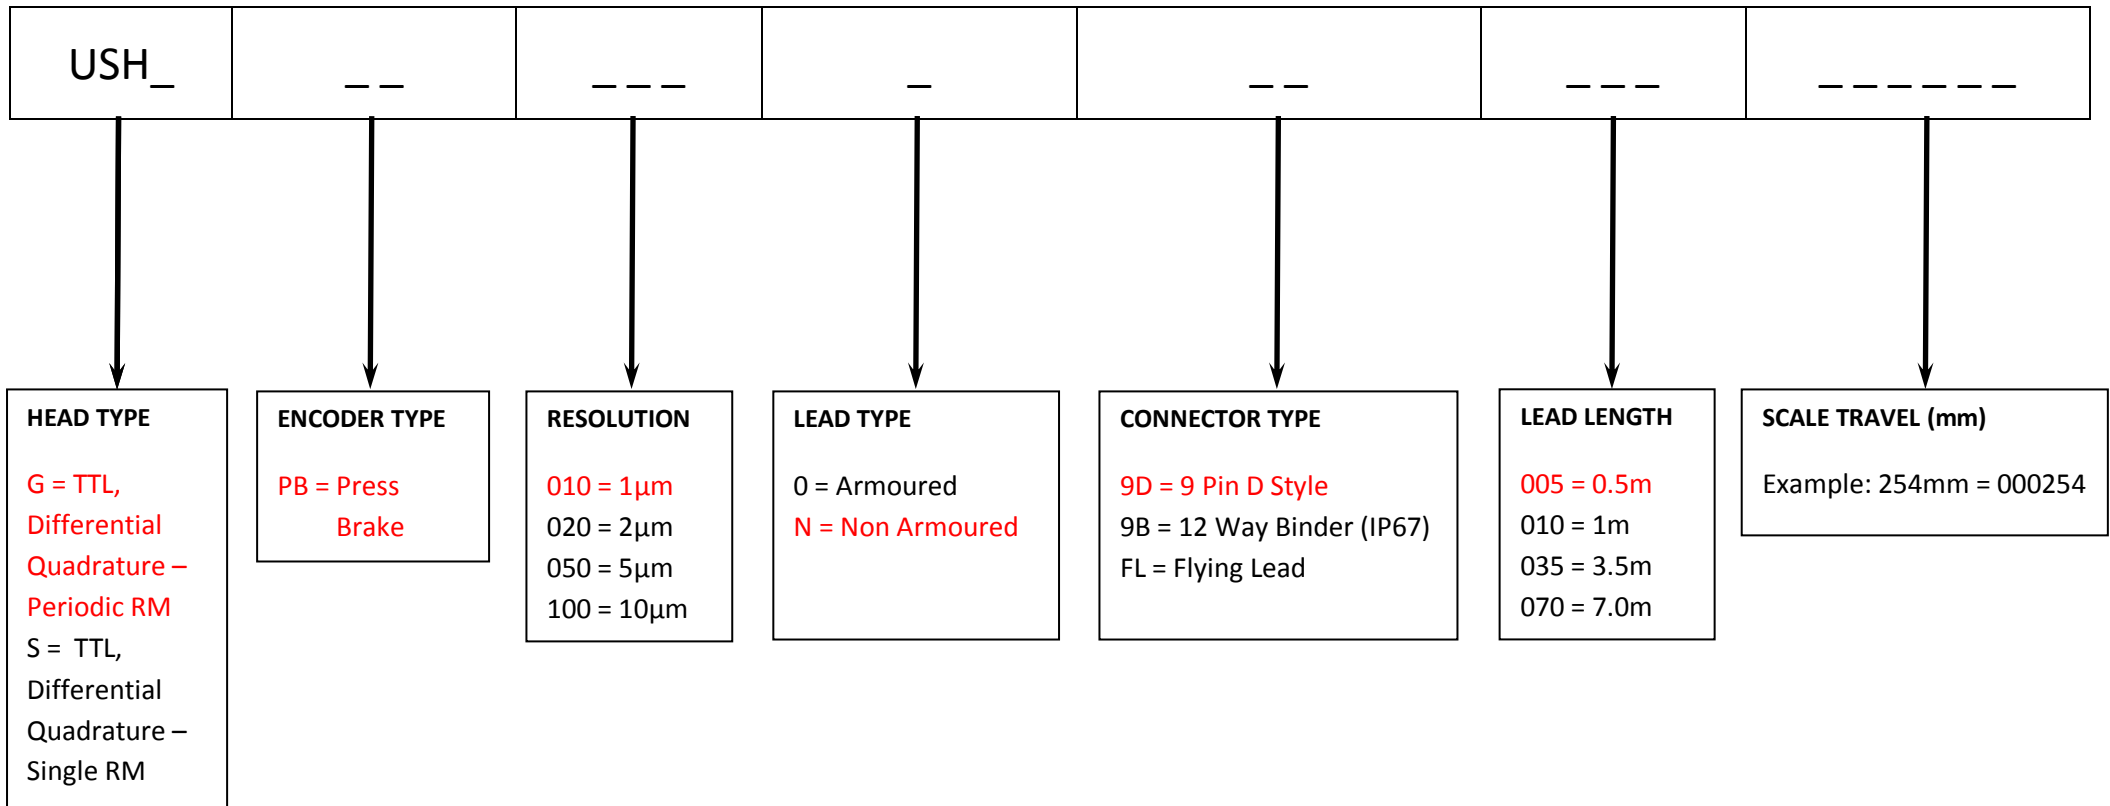 USH_ _ _ _ _ _ _ _ _ _ _ _ _ _ _ _ _ _
HEAD TYPE
G = TTL,
Differential
Quadrature –
Periodic RM
S = TTL,
Differential
Quadrature –
Single RM
ENCODER TYPE
PB = Press
Brake
RESOLUTION
010 = 1µm
020 = 2µm
050 = 5µm
100 = 10µm
LEAD TYPE
0 = Armoured
N = Non Armoured
CONNECTOR TYPE
9D = 9 Pin D Style
9B = 12 Way Binder (IP67)
FL = Flying Lead
LEAD LENGTH
005 = 0.5m
010 = 1m
035 = 3.5m
070 = 7.0m
SCALE TRAVEL (mm)
Example: 254mm = 000254